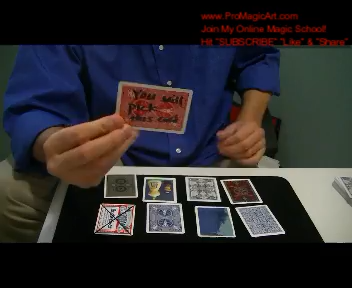 www.ProMagicArt.com
Join My Online Magic School!
Hit "SUBSCRIBE" "Like" & "Share"
You will
pick
this card